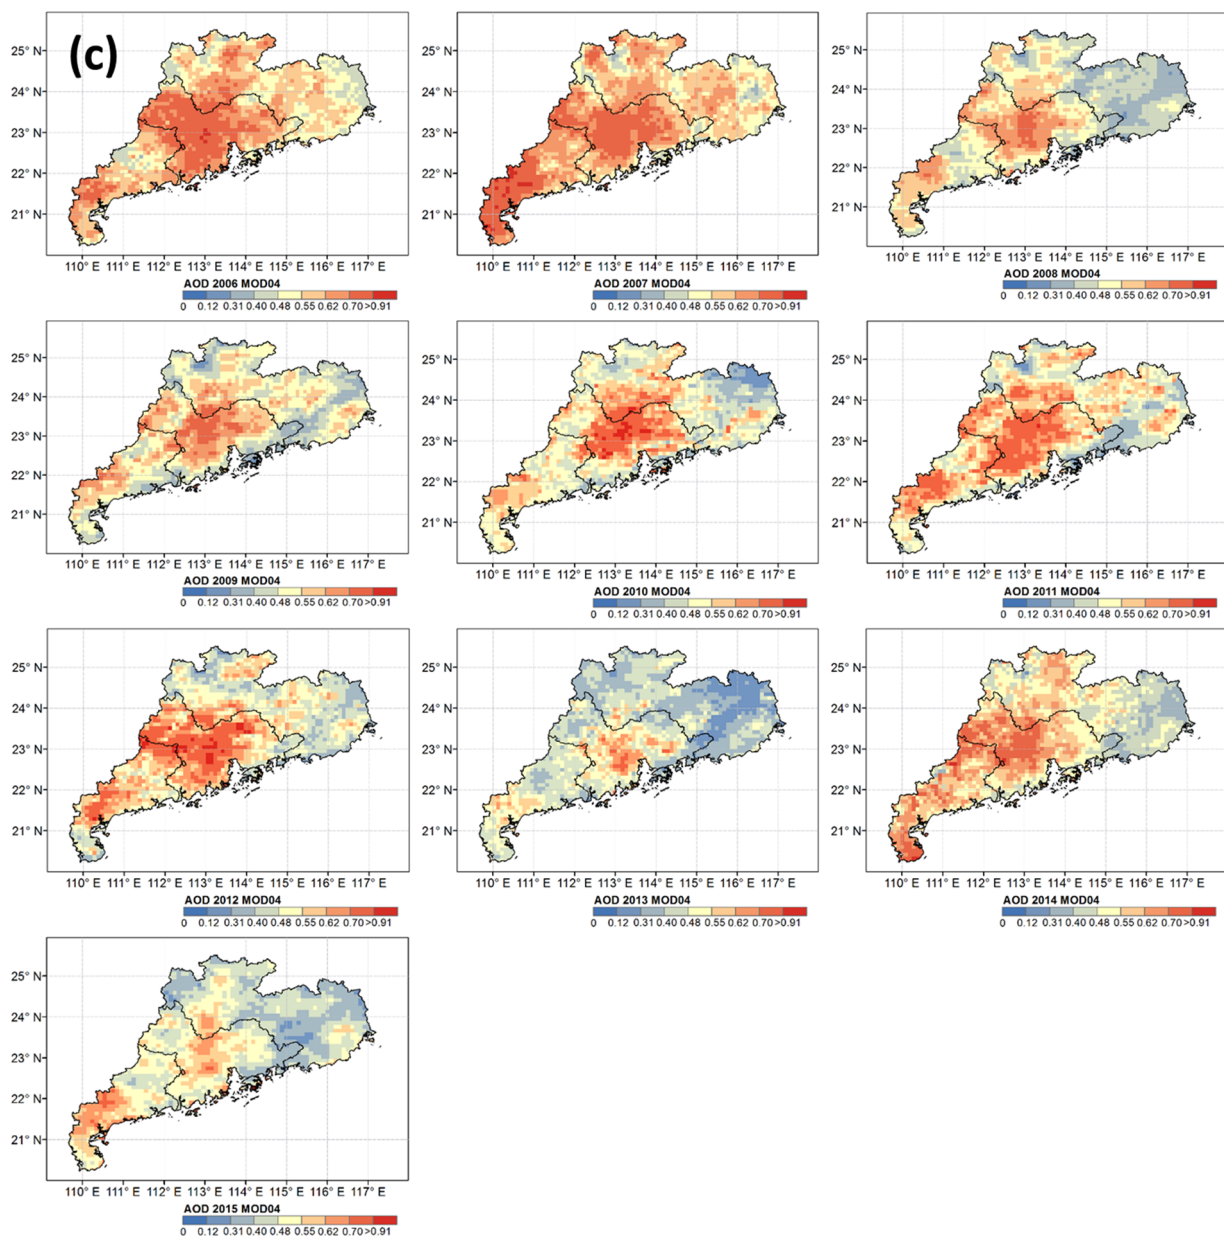 (c)
25° N
24° N
23° N
22° N
21° N
110° E 111° E 112° E 113° E 114° E 115° E 116° E 117° E
AOD 2006 MOD04
0 0.12 0.31 0.40 0.48 0.55 0.62 0.70 >0.91
25° N
24° N
23° N
22° N
21° N
110° E 111° E 112° E 113° E 114° E 115° E 116° E 117° E
AOD 2007 MOD04
0 0.12 0.31 0.40 0.48 0.55 0.62 0.70 >0.91
25° N
24° N
23° N
22° N
21° N
110° E 111° E 112° E 113° E 114° E 115° E 116° E 117° E
AOD 2008 MOD04
0 0.12 0.31 0.40 0.48 0.55 0.62 0.70 >0.91
25° N
24° N
23° N
22° N
21° N
110° E 111° E 112° E 113° E 114° E 115° E 116° E 117° E
AOD 2009 MOD04
0 0.12 0.31 0.40 0.48 0.55 0.62 0.70 >0.91
25° N
24° N
23° N
22° N
21° N
110° E 111° E 112° E 113° E 114° E 115° E 116° E 117° E
AOD 2010 MOD04
0 0.12 0.31 0.40 0.48 0.55 0.62 0.70 >0.91
25° N
24° N
23° N
22° N
21° N
110° E 111° E 112° E 113° E 114° E 115° E 116° E 117° E
AOD 2011 MOD04
0 0.12 0.31 0.40 0.48 0.55 0.62 0.70 >0.91
25° N
24° N
23° N
22° N
21° N
110° E 111° E 112° E 113° E 114° E 115° E 116° E 117° E
AOD 2012 MOD04
0 0.12 0.31 0.40 0.48 0.55 0.62 0.70 >0.91
25° N
24° N
23° N
22° N
21° N
110° E 111° E 112° E 113° E 114° E 115° E 116° E 117° E
AOD 2013 MOD04
0 0.12 0.31 0.40 0.48 0.55 0.62 0.70 >0.91
25° N
24° N
23° N
22° N
21° N
110° E 111° E 112° E 113° E 114° E 115° E 116° E 117° E
AOD 2014 MOD04
0 0.12 0.31 0.40 0.48 0.55 0.62 0.70 >0.91
25° N
24° N
23° N
22° N
21° N
110° E 111° E 112° E 113° E 114° E 115° E 116° E 117° E
AOD 2015 MOD04
0 0.12 0.31 0.40 0.48 0.55 0.62 0.70 >0.91